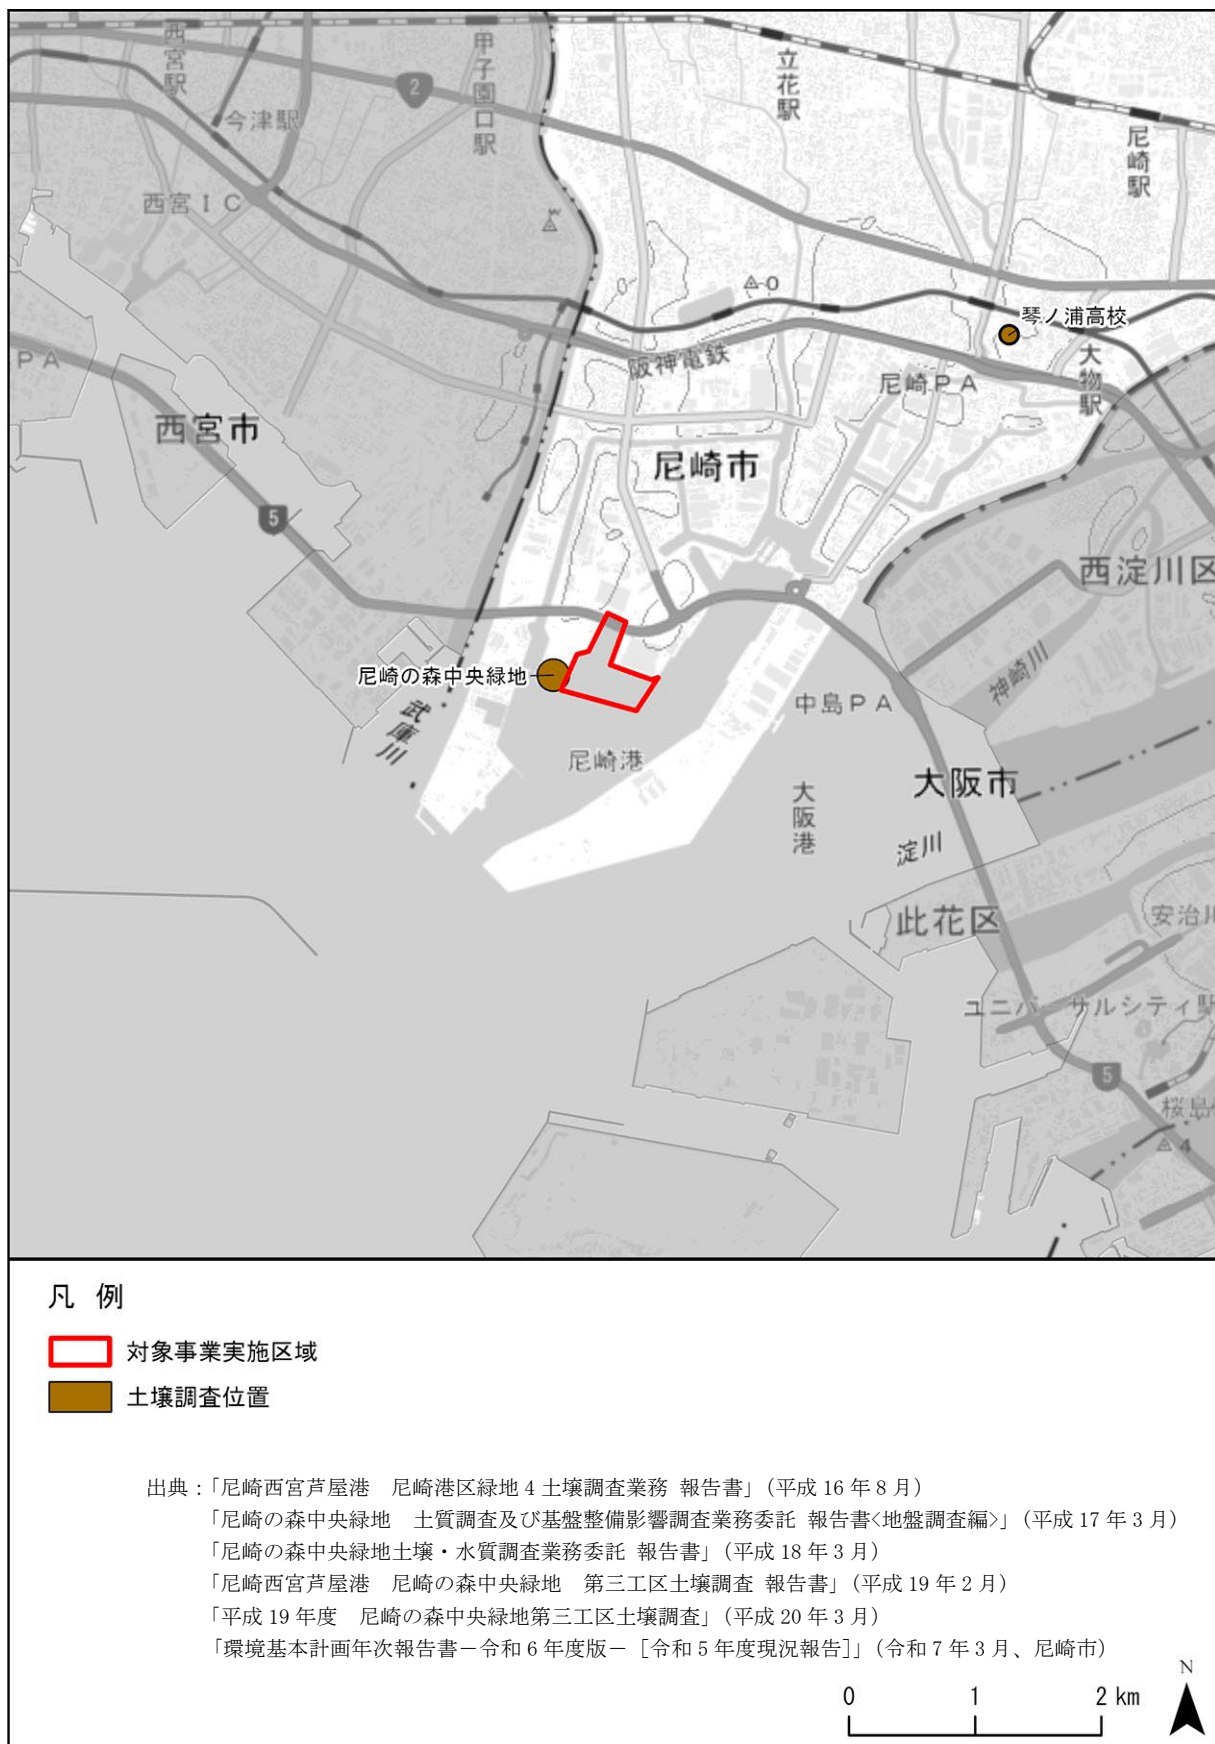 西宮駅
甲子園口駅
立花駅
尼崎駅
2
今津駅
西宮ＩＣ
0
琴ノ浦高校
阪神電鉄
大物駅
ＰＡ
尼崎ＰＡ
西宮市
尼崎市
5
西淀川区
尼崎の森中央緑地
神崎川
武庫川
中島ＰＡ
尼崎港
大阪市
大阪港
淀川
此花区
安治川
ユニバーサルシティ駅
5
桜島
4
凡 例
対象事業実施区域
土壌調査位置
出典：「尼崎西宮芦屋港　尼崎港区緑地 4 土壌調査業務 報告書」（平成 16 年 8 月）
「尼崎の森中央緑地　土質調査及び基盤整備影響調査業務委託 報告書<地盤調査編>」（平成 17 年 3 月）
「尼崎の森中央緑地土壌・水質調査業務委託 報告書」（平成 18 年 3 月）
「尼崎西宮芦屋港　尼崎の森中央緑地　第三工区土壌調査 報告書」（平成 19 年 2 月）
「平成 19 年度　尼崎の森中央緑地第三工区土壌調査」（平成 20 年 3 月）
「環境基本計画年次報告書－令和 6 年度版－［令和 5 年度現況報告］」（令和 7 年 3 月、尼崎市）
N
0 1 2 km